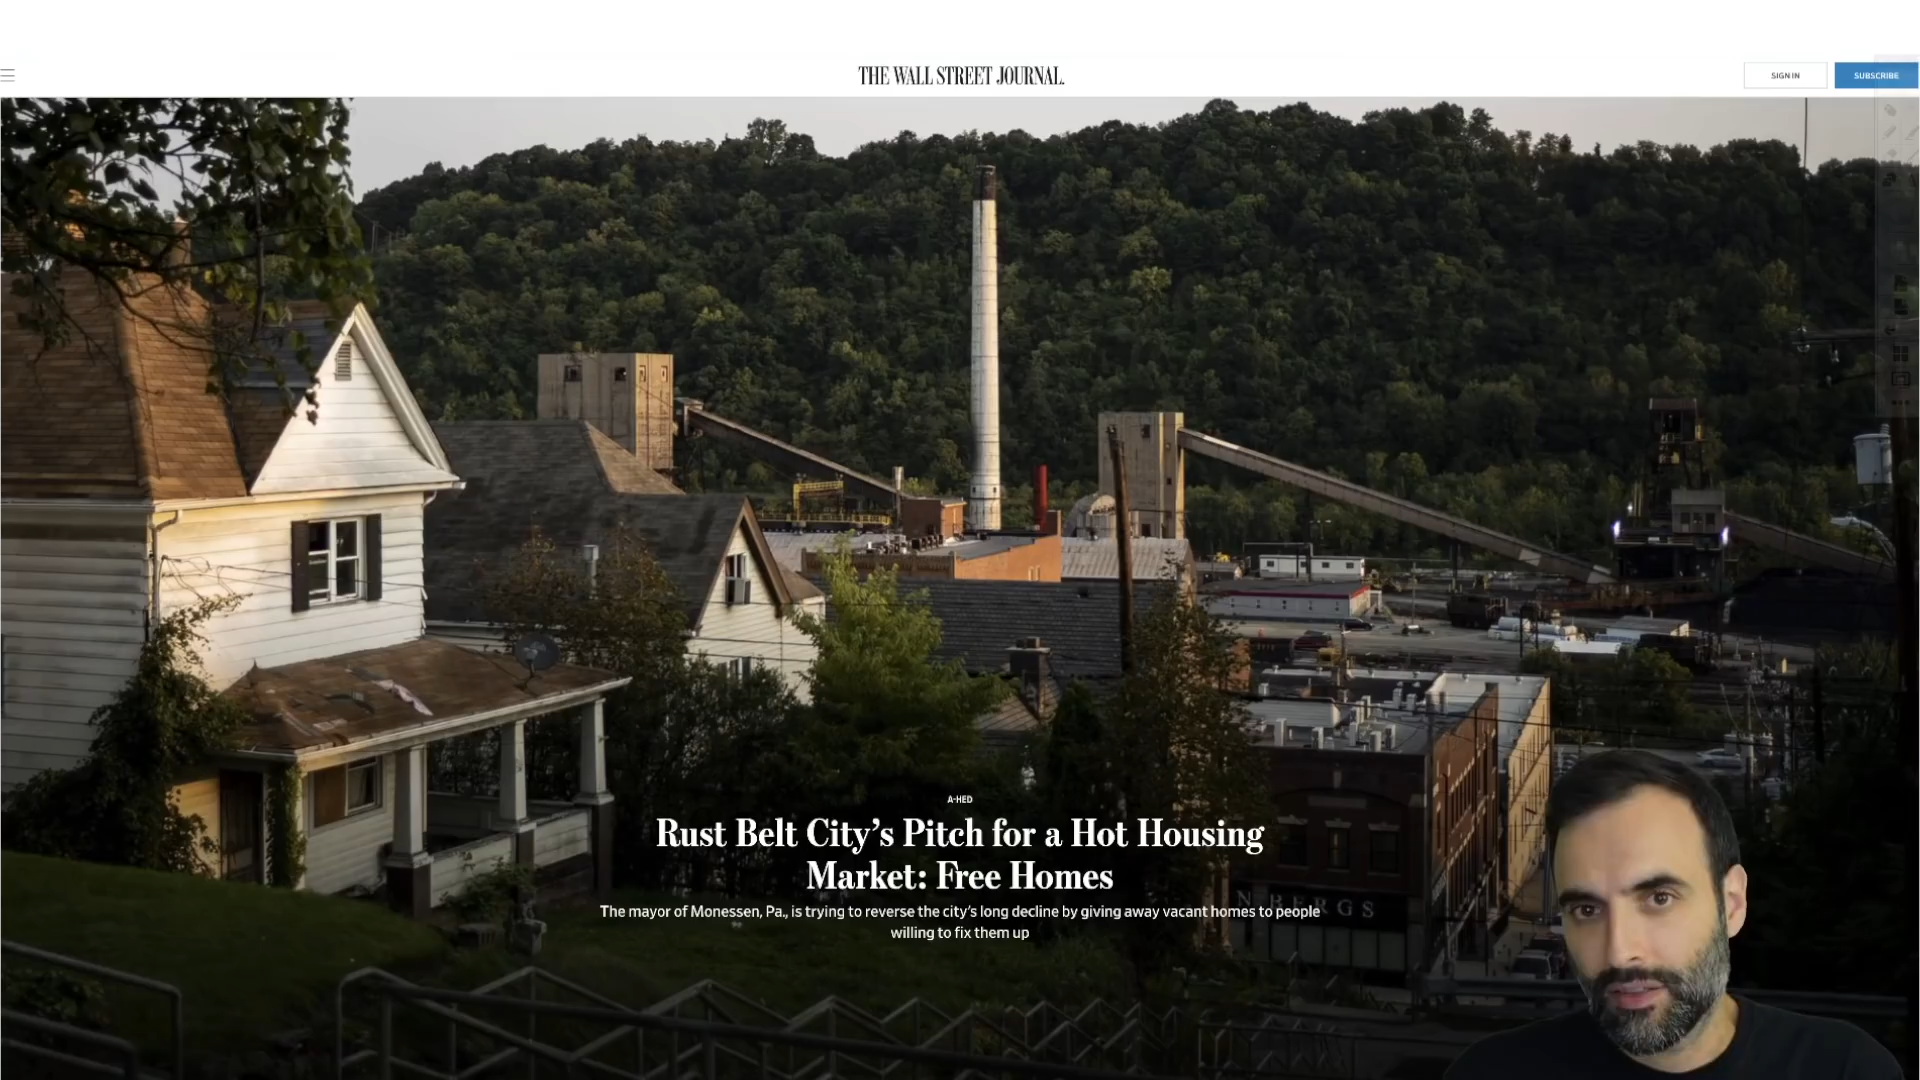 THE WALL STREET JOURNAL.
SIGN IN
SUBSCRIBE
A-HED
Rust Belt City's Pitch for a Hot Housing
Market: Free Homes
The mayor of Monessen, Pa., is trying to reverse the city's long decline by giving away vacant homes to people
willing to fix them up